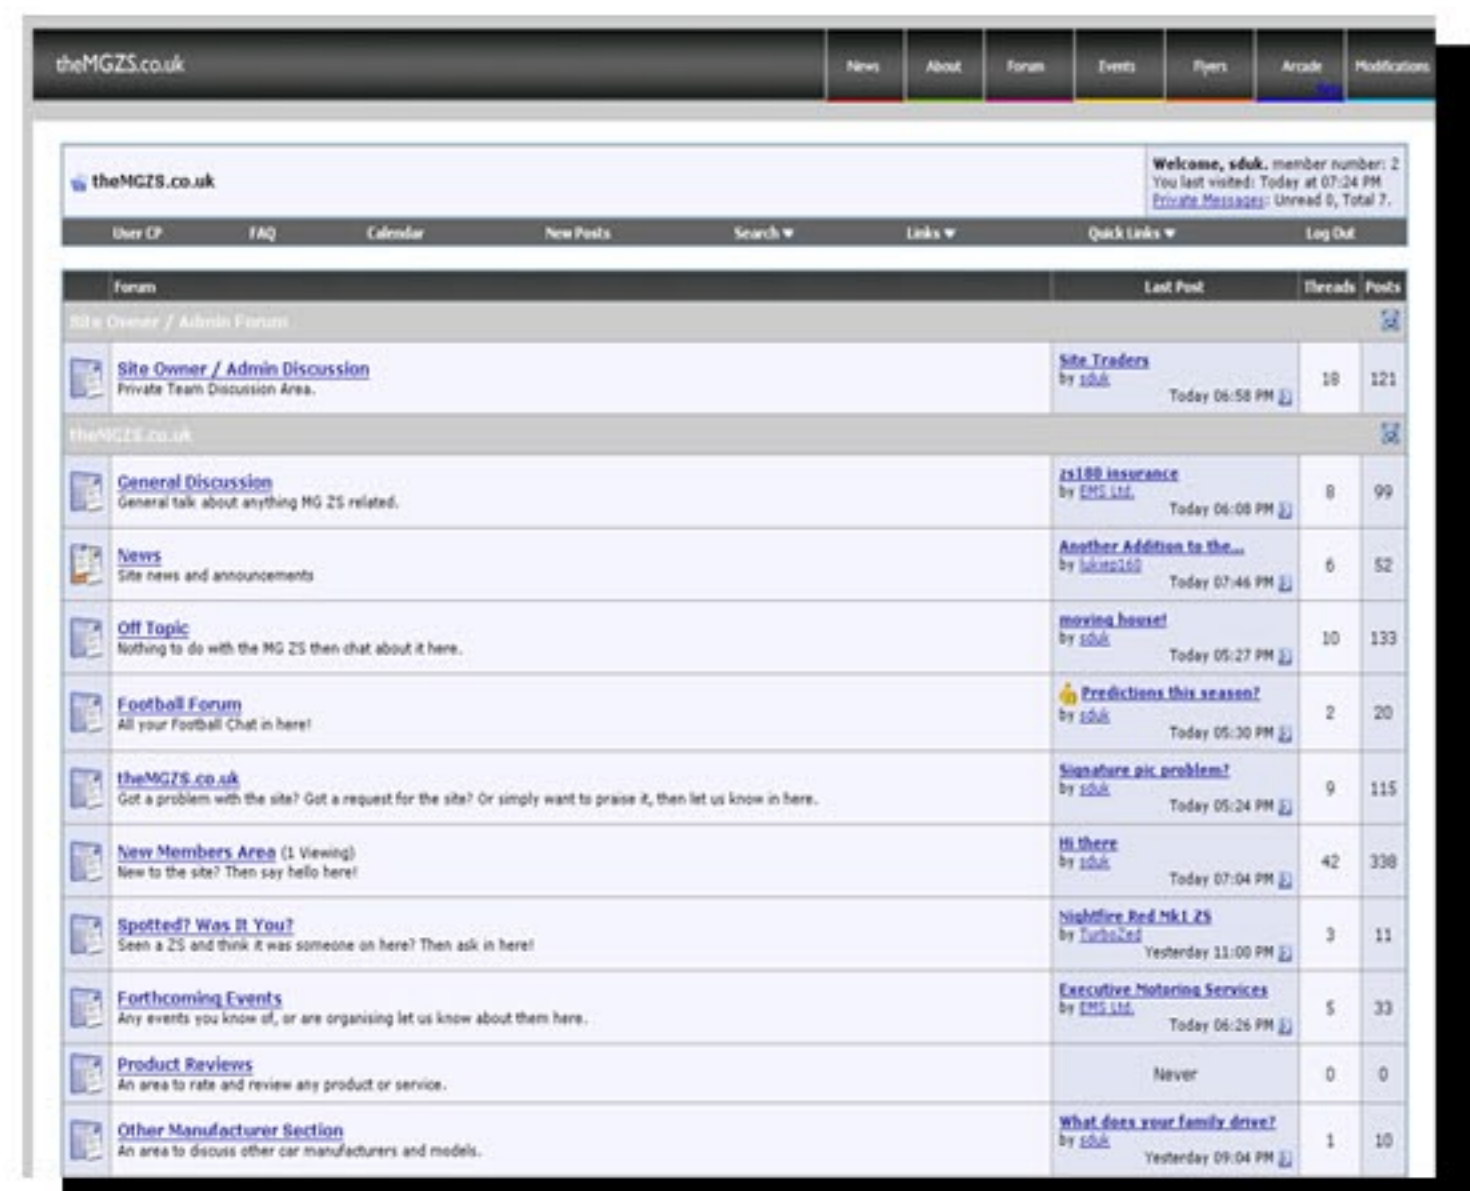 theMGZS.co.uk
News About Forum Events Flyers Arcade Modifications
theMGZS.co.uk
Welcome, sduk. member number: 2
You last visited: Today at 07:24 PM
Private Messages: Unread 0, Total 7.
User CP FAQ Calendar New Posts Search Links Quick Links Log Out
Forum Last Post Threads Posts
Site Owner / Admin Forum
Site Owner / Admin Discussion
Private Team Discussion Area.
Site Traders
by sduk
Today 06:58 PM
18 121
theMGZS.co.uk
General Discussion
General talk about anything MG ZS related.
zs180 insurance
by EMS Ltd.
Today 06:08 PM
8 99
News
Site news and announcements
Another Addition to the...
by lukiep160
Today 07:46 PM
6 52
Off Topic
Nothing to do with the MG ZS then chat about it here.
moving house!
by sduk
Today 05:27 PM
10 133
Football Forum
All your Football Chat in here!
Predictions this season?
by sduk
Today 05:30 PM
2 20
theMGZS.co.uk
Got a problem with the site? Got a request for the site? Or simply want to praise it, then let us know in here.
Signature pic problem?
by sduk
Today 05:24 PM
9 115
New Members Area (1 Viewing)
New to the site? Then say hello here!
Hi there
by sduk
Today 07:04 PM
42 338
Spotted? Was It You?
Seen a ZS and think it was someone on here? Then ask in here!
Nightfire Red Mk1 ZS
by TurboZed
Yesterday 11:00 PM
3 11
Forthcoming Events
Any events you know of, or are organising let us know about them here.
Executive Motoring Services
by EMS Ltd.
Today 06:26 PM
5 33
Product Reviews
An area to rate and review any product or service.
Never
0 0
Other Manufacturer Section
An area to discuss other car manufacturers and models.
What does your family drive?
by sduk
Yesterday 09:04 PM
1 10